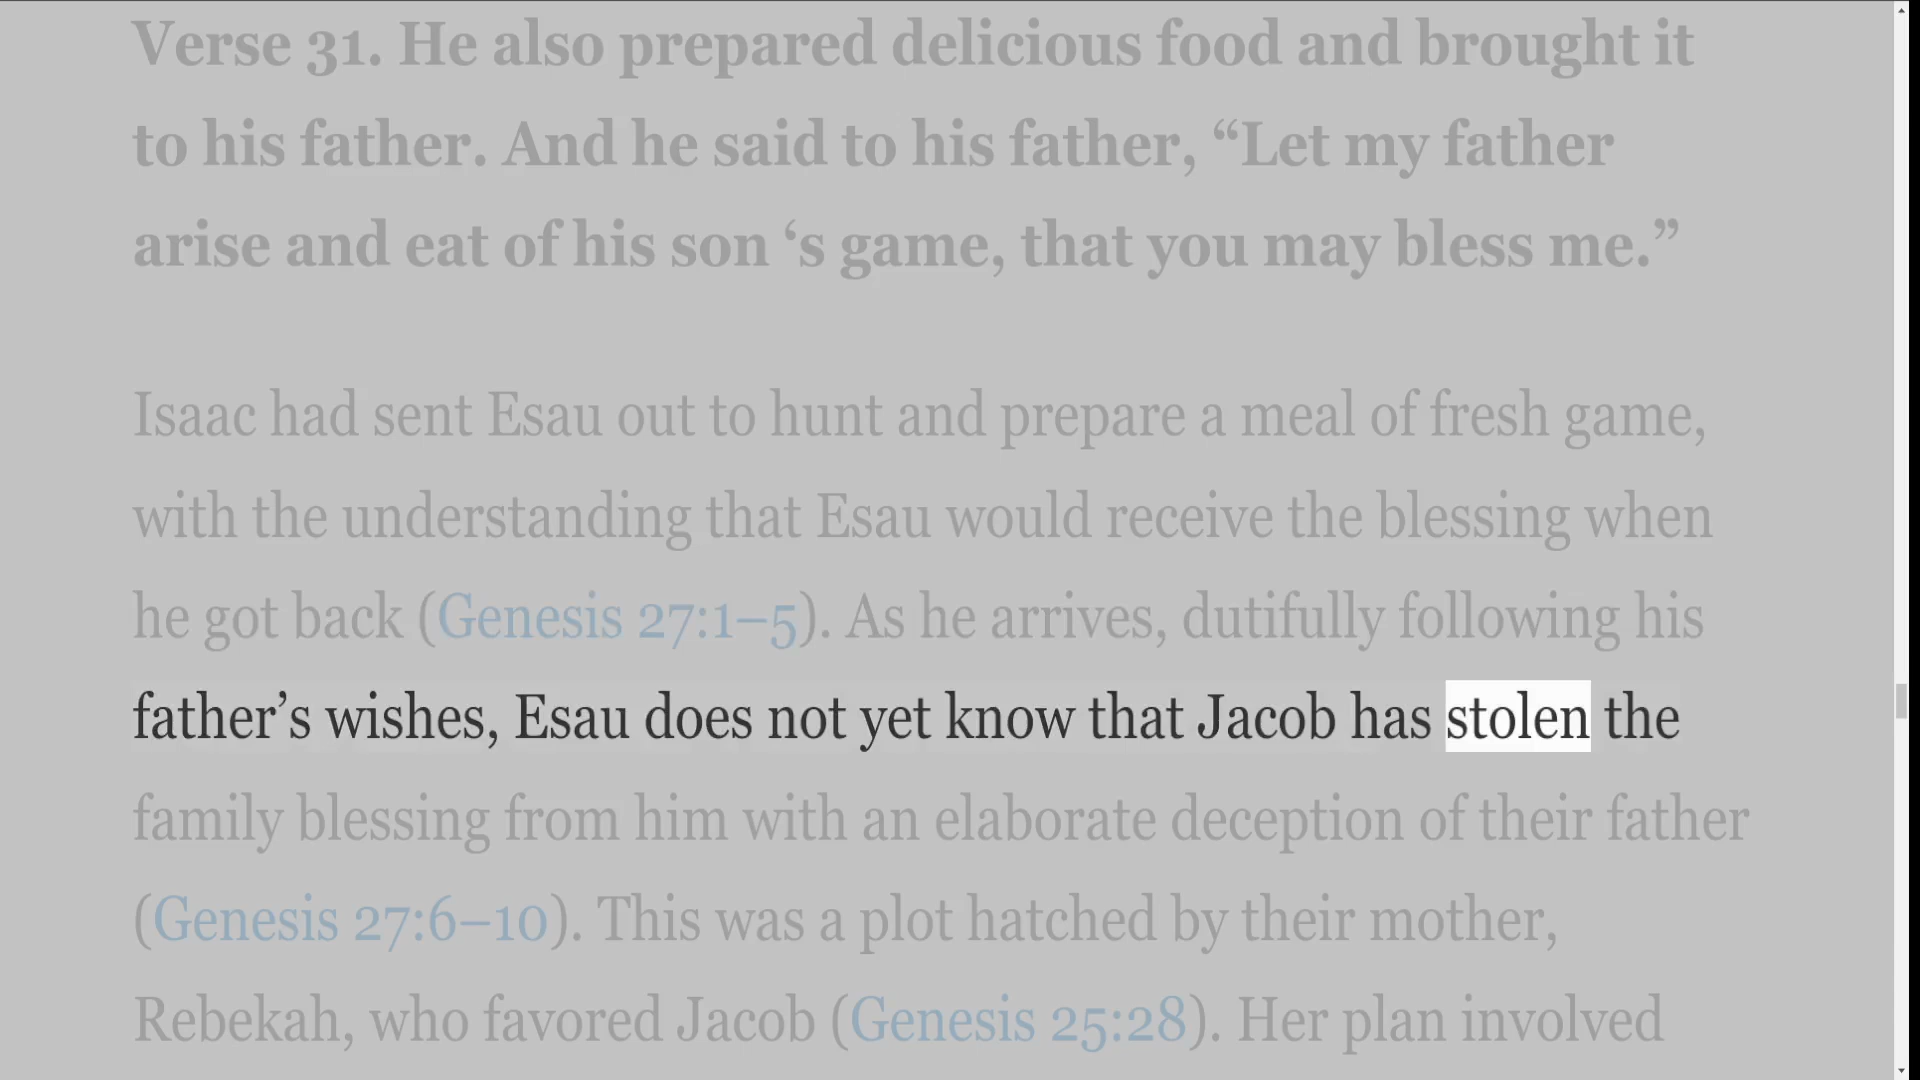 Verse 31. He also prepared delicious food and brought it
to his father. And he said to his father, “Let my father
arise and eat of his son ‘s game, that you may bless me.”
Isaac had sent Esau out to hunt and prepare a meal of fresh game,
with the understanding that Esau would receive the blessing when
he got back (Genesis 27:1–5). As he arrives, dutifully following his
father’s wishes, Esau does not yet know that Jacob has stolen the
family blessing from him with an elaborate deception of their father
(Genesis 27:6–10). This was a plot hatched by their mother,
Rebekah, who favored Jacob (Genesis 25:28). Her plan involved